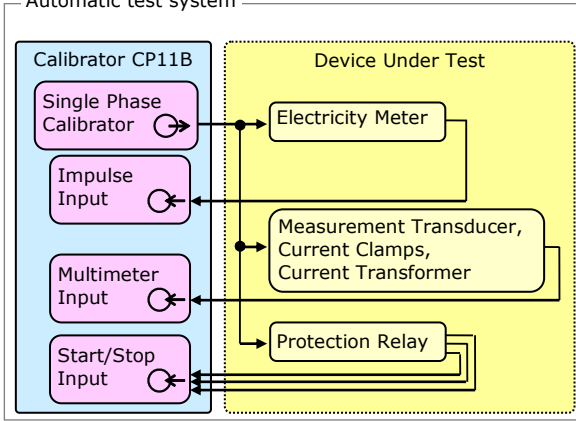 Automatic test system
Calibrator CP11B
Device Under Test
Single Phase
Calibrator
Electricity Meter
Impulse
Input
Measurement Transducer,
Current Clamps,
Current Transformer
Multimeter
Input
Protection Relay
Start/Stop
Input